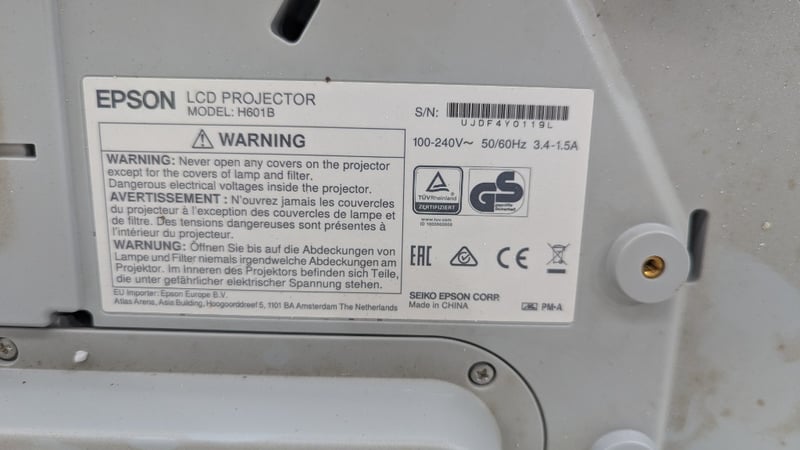 EPSON LCD PROJECTOR
MODEL: H601B
S/N:
UJDF4Y0119L
100-240V~ 50/60Hz 3.4-1.5A
WARNING
WARNING: Never open any covers on the projector
except for the covers of lamp and filter.
Dangerous electrical voltages inside the projector.
AVERTISSEMENT : N'ouvrez jamais les couvercles
du projecteur à l'exception des couvercles de lampe et
de filtre. Des tensions dangereuses sont présentes à
l'intérieur du projecteur.
WARNUNG: Öffnen Sie bis auf die Abdeckungen von
Lampe und Filter niemals irgendwelche Abdeckungen am
Projektor. Im Inneren des Projektors befinden sich Teile,
die unter gefährlicher elektrischer Spannung stehen.
EU Importer: Epson Europe B.V.
Atlas Arena, Asia Building, Hoogoorddreef 5, 1101 BA Amsterdam The Netherlands
TÜVRheinland
ZERTIFIZIERT
www.tuv.com
GS
geprüfte
Sicherheit
EAC CE
SEIKO EPSON CORP.
Made in CHINA
PM-A